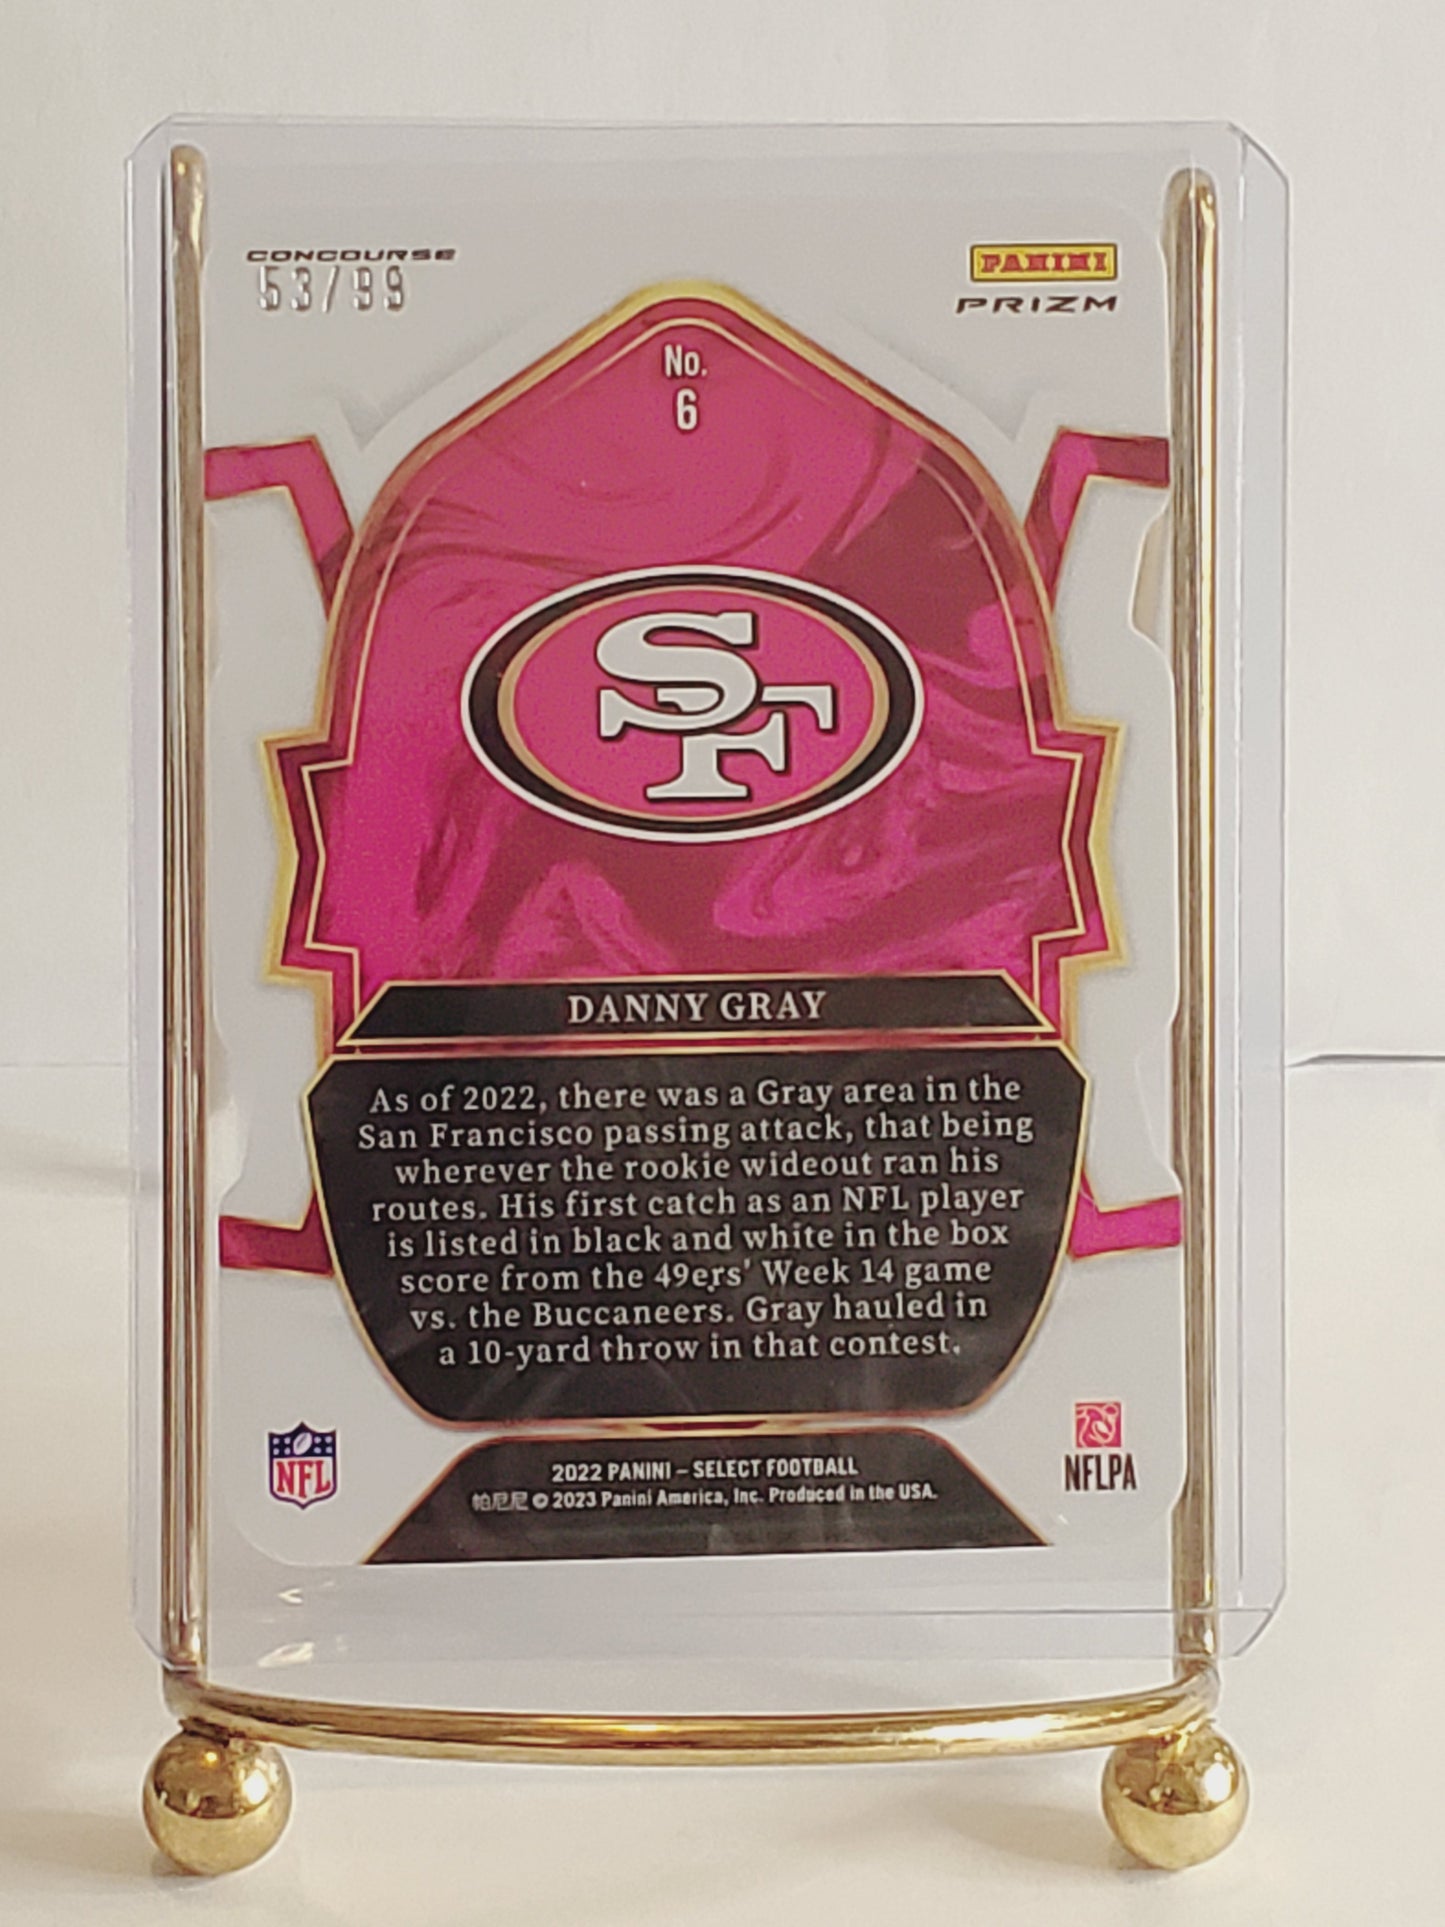 CONCOURSE
53/99
PANINI
PRIZM
No.
6
SF
DANNY GRAY
As of 2022, there was a Gray area in the
San Francisco passing attack, that being
wherever the rookie wideout ran his
routes. His first catch as an NFL player
is listed in black and white in the box
score from the 49ers' Week 14 game
vs. the Buccaneers. Gray hauled in
a 10-yard throw in that contest.
NFL
NFLPA
2022 PANINI – SELECT FOOTBALL
帕尼尼 © 2023 Panini America, Inc. Produced in the USA.